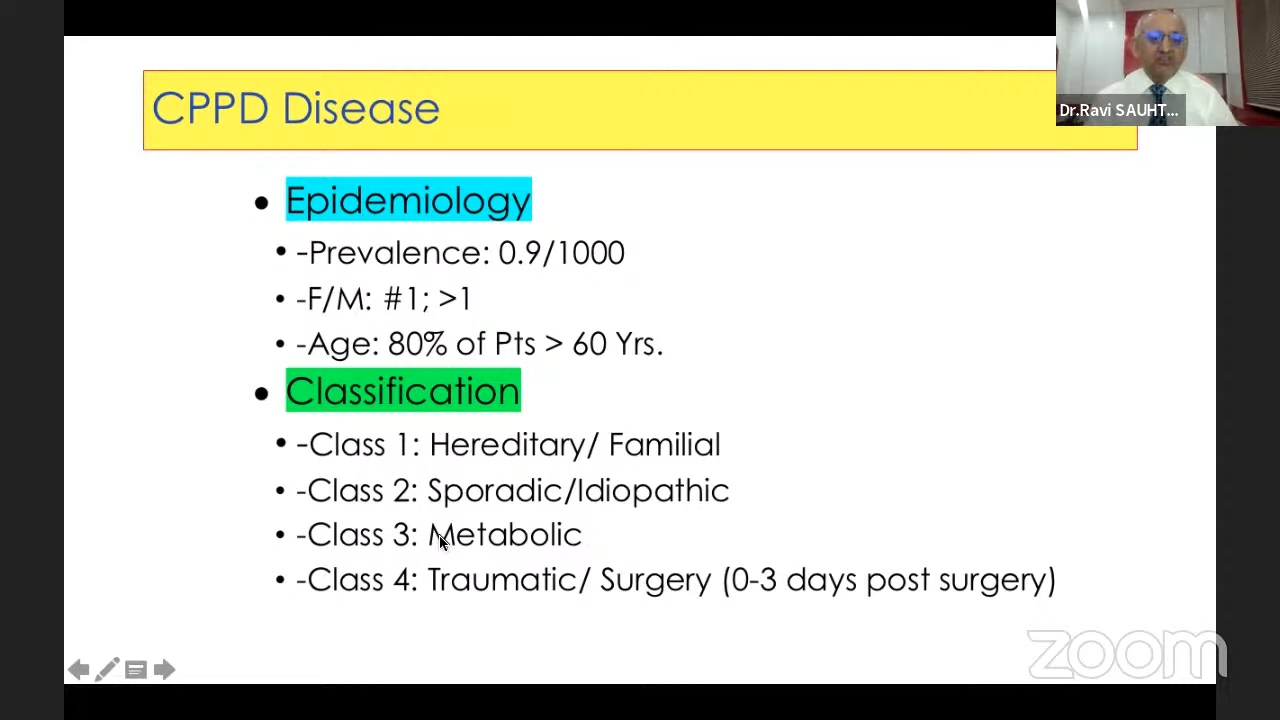 CPPD Disease
Dr.Ravi SAUHT...
• Epidemiology
• -Prevalence: 0.9/1000
• -F/M: #1; >1
• -Age: 80% of Pts > 60 Yrs.
• Classification
• -Class 1: Hereditary/ Familial
• -Class 2: Sporadic/Idiopathic
• -Class 3: Metabolic
• -Class 4: Traumatic/ Surgery (0-3 days post surgery)
zoom